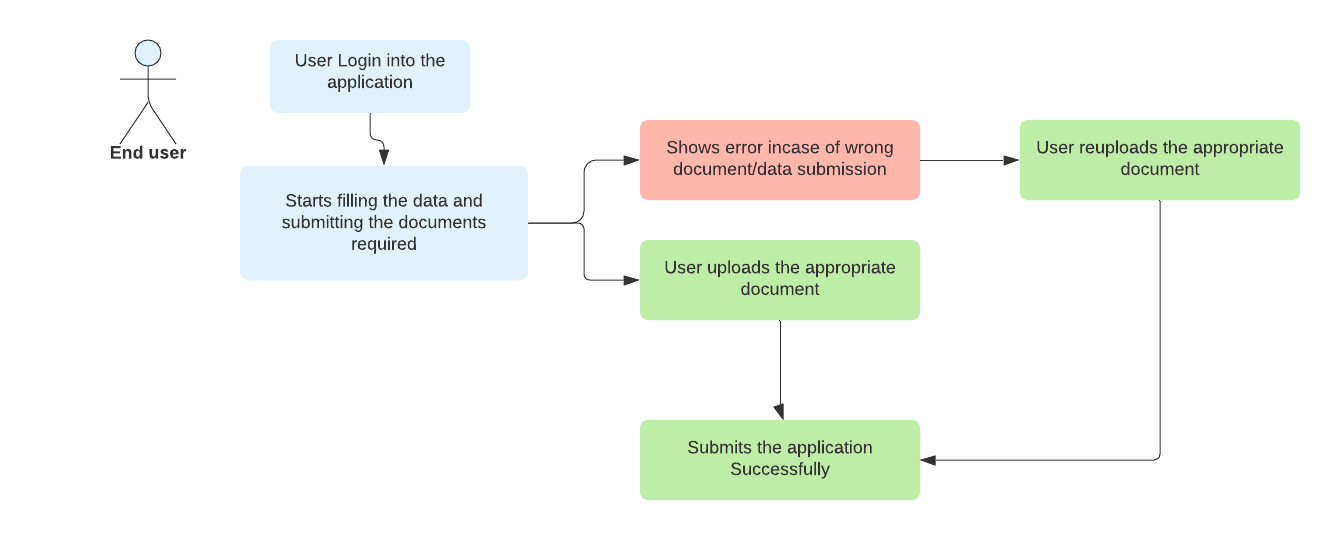 End user
User Login into the
application
Starts filling the data and
submitting the documents
required
Shows error incase of wrong
document/data submission
User reuploads the appropriate
document
User uploads the appropriate
document
Submits the application
Successfully